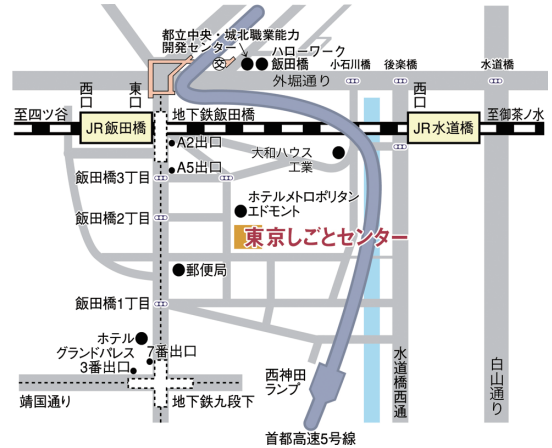 都立中央・城北職業能力
開発センター
ハローワーク
飯田橋
小石川橋
後楽橋
水道橋
外堀通り
西口
東口
西口
至四ツ谷
地下鉄飯田橋
至御茶ノ水
JR飯田橋
JR水道橋
A2出口
大和ハウス
工業
A5出口
飯田橋3丁目
ホテルメトロポリタン
エドモント
飯田橋2丁目
東京しごとセンター
郵便局
飯田橋1丁目
ホテル
グランドパレス
7番出口
3番出口
西神田
ランプ
水道橋西通り
白山通り
靖国通り
地下鉄九段下
首都高速5号線